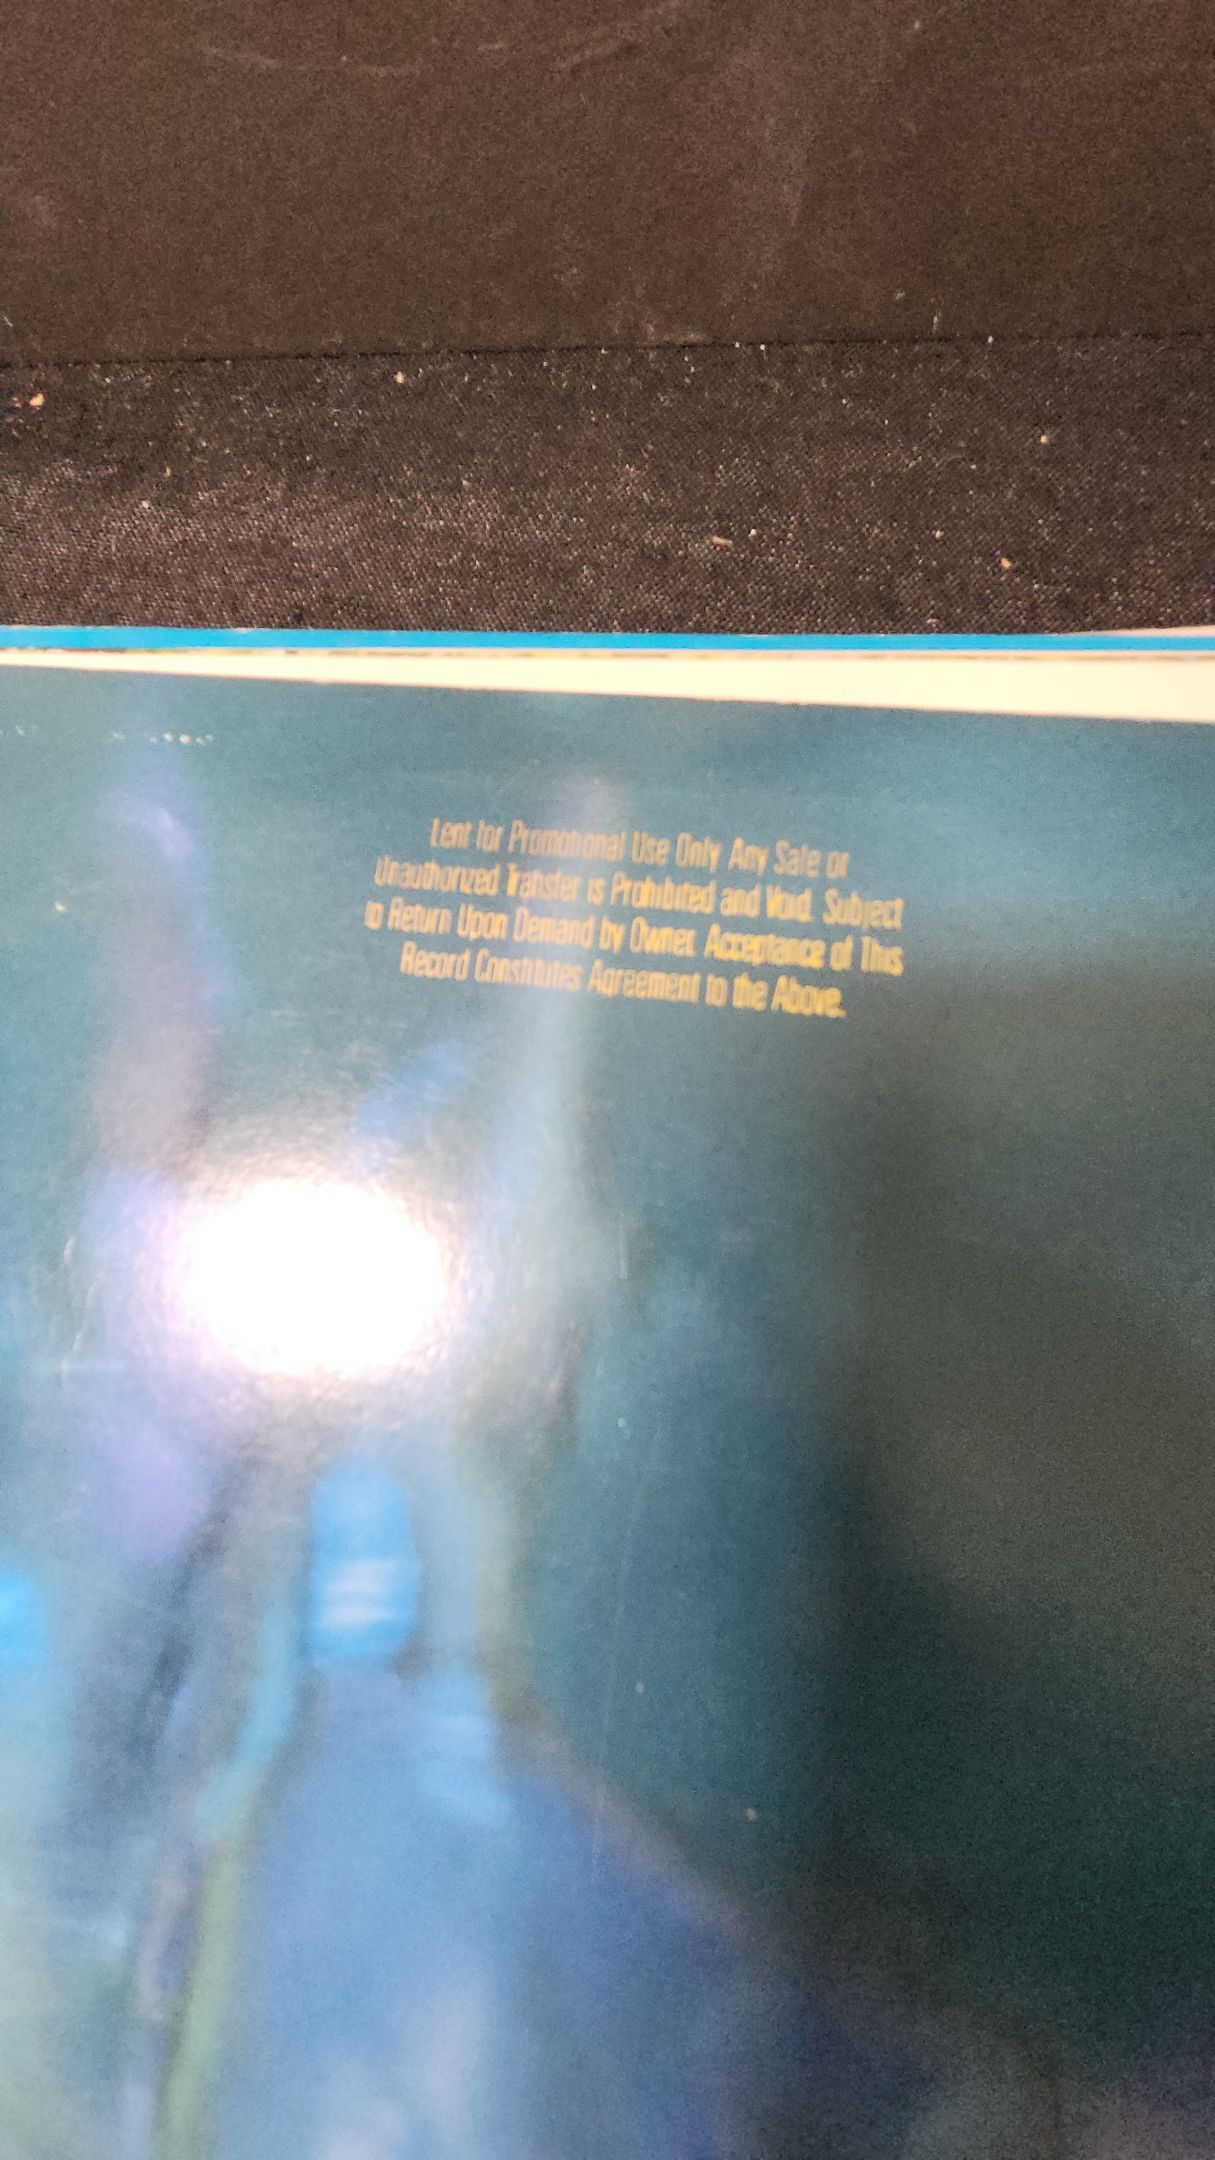 Lent for Promotional Use Only Any Sale or
Unauthorized Transfer is Prohibited and Void. Subject
to Return Upon Demand by Owner. Acceptance of This
Record Constitutes Agreement to the Above.